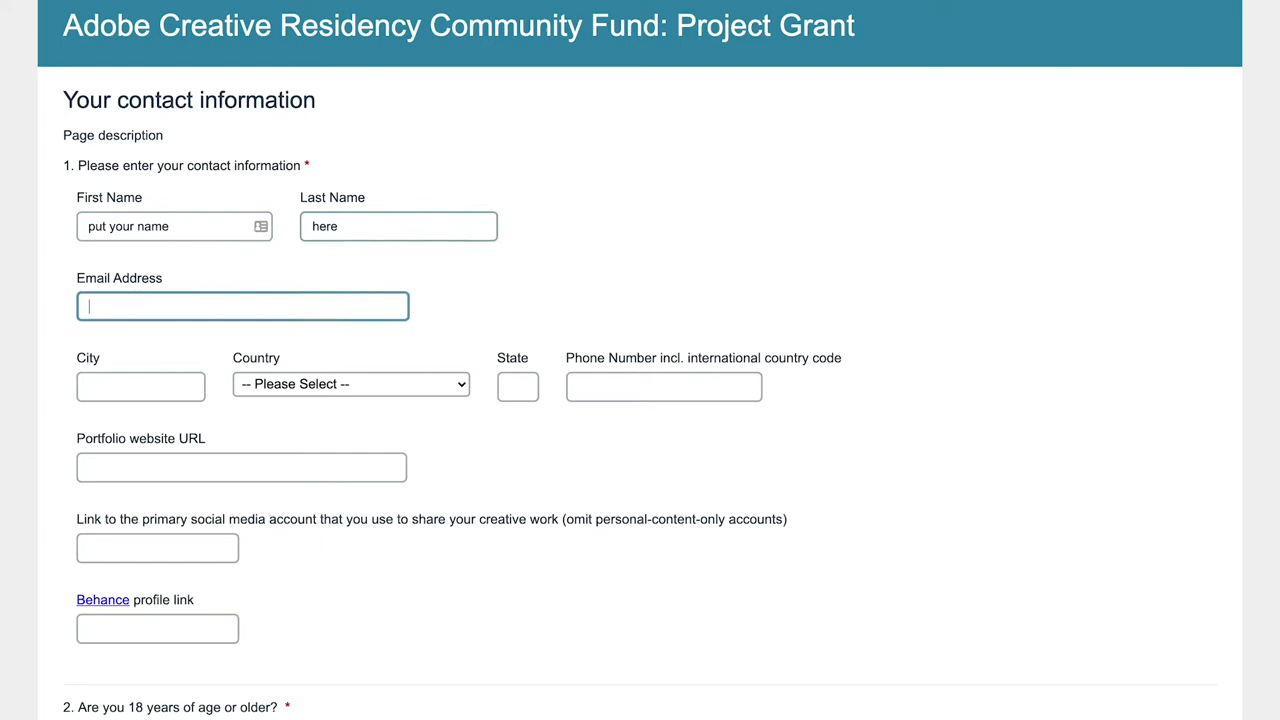 Adobe Creative Residency Community Fund: Project Grant
Your contact information
Page description
1. Please enter your contact information *
First Name Last Name
put your name here
Email Address
City Country State Phone Number incl. international country code
-- Please Select --
Portfolio website URL
Link to the primary social media account that you use to share your creative work (omit personal-content-only accounts)
Behance profile link
2. Are you 18 years of age or older? *